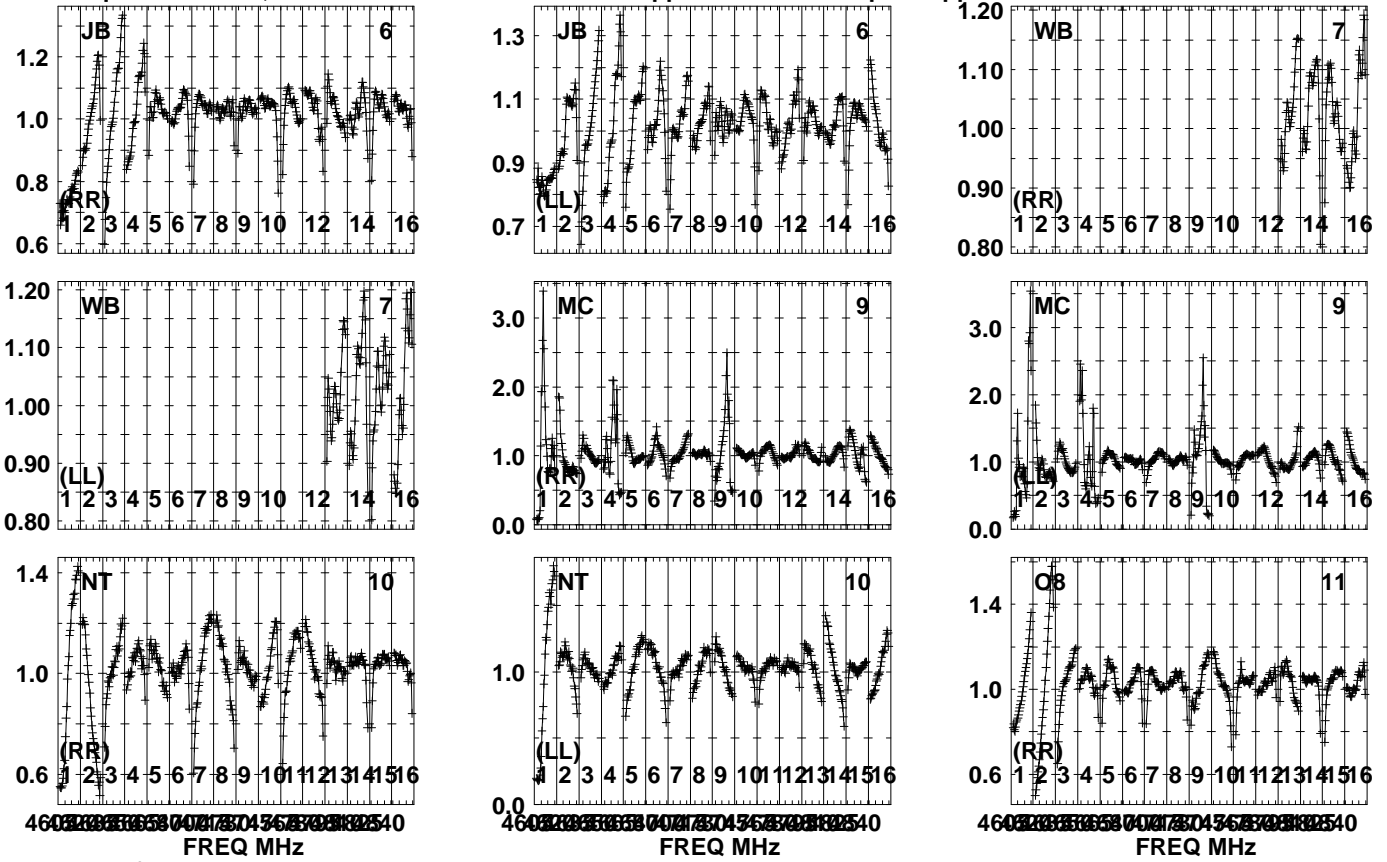 JB 6
1.2
1.0
0.8
0.6
(RR)
1 2 3 4 5 6 7 8 9 10 12 14 16
JB 6
1.3
1.1
0.9
0.7
(LL)
1 2 3 4 5 6 7 8 9 10 12 14 16
WB 7
1.20
1.10
1.00
0.90
0.80
(RR)
1 2 3 4 5 6 7 8 9 10 12 14 16
WB 7
1.20
1.10
1.00
0.90
0.80
(LL)
1 2 3 4 5 6 7 8 9 10 12 14 16
MC 9
3.0
2.0
1.0
0.0
(RR)
1 2 3 4 5 6 7 8 9 10 12 14 16
MC 9
3.0
2.0
1.0
0.0
(LL)
1 2 3 4 5 6 7 8 9 10 12 14 16
NT 10
1.4
1.0
0.6
(RR)
1 2 3 4 5 6 7 8 9 10 11 12 13 14 15 16
FREQ MHz
NT 10
1.0
0.0
(LL)
1 2 3 4 5 6 7 8 9 10 11 12 13 14 15 16
FREQ MHz
O8 11
1.4
1.0
0.6
(RR)
1 2 3 4 5 6 7 8 9 10 11 12 13 14 15 16
FREQ MHz